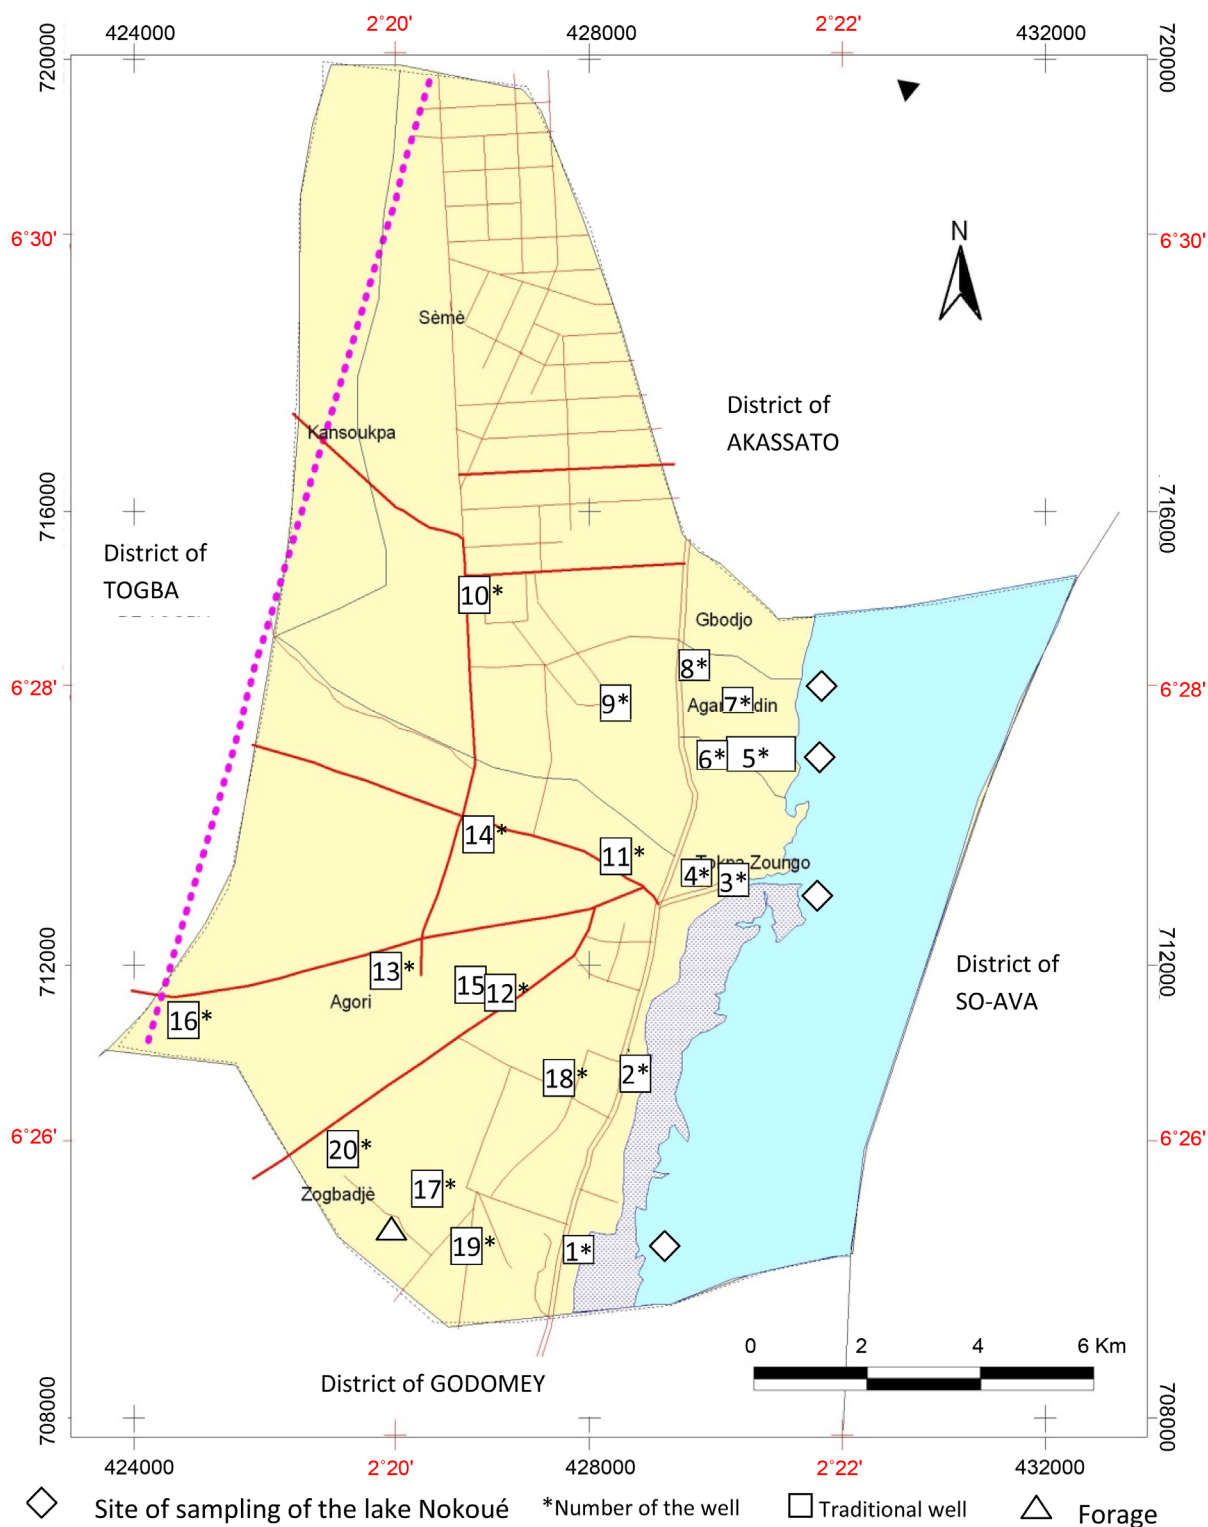 424000
2°20'
428000
2°22'
432000
720000
720000
6°30'
6°30'
N
Sèmè
District of
AKASSATO
Kansoukpa
716000
716000
District of
TOGBA
10*
Gbodjo
8*
6°28'
6°28'
7*
9*
6*
5*
14*
11*
Tokpa Zoungo
4*
3*
712000
712000
District of
SO-AVA
13*
15
12*
Agori
16*
18*
2*
6°26'
6°26'
20*
17*
Zogbadjè
19*
1*
0 2 4 6 Km
District of GODOMEY
708000
708000
424000
2°20'
428000
2°22'
432000
Site of sampling of the lake Nokoué
*Number of the well
Traditional well
Forage